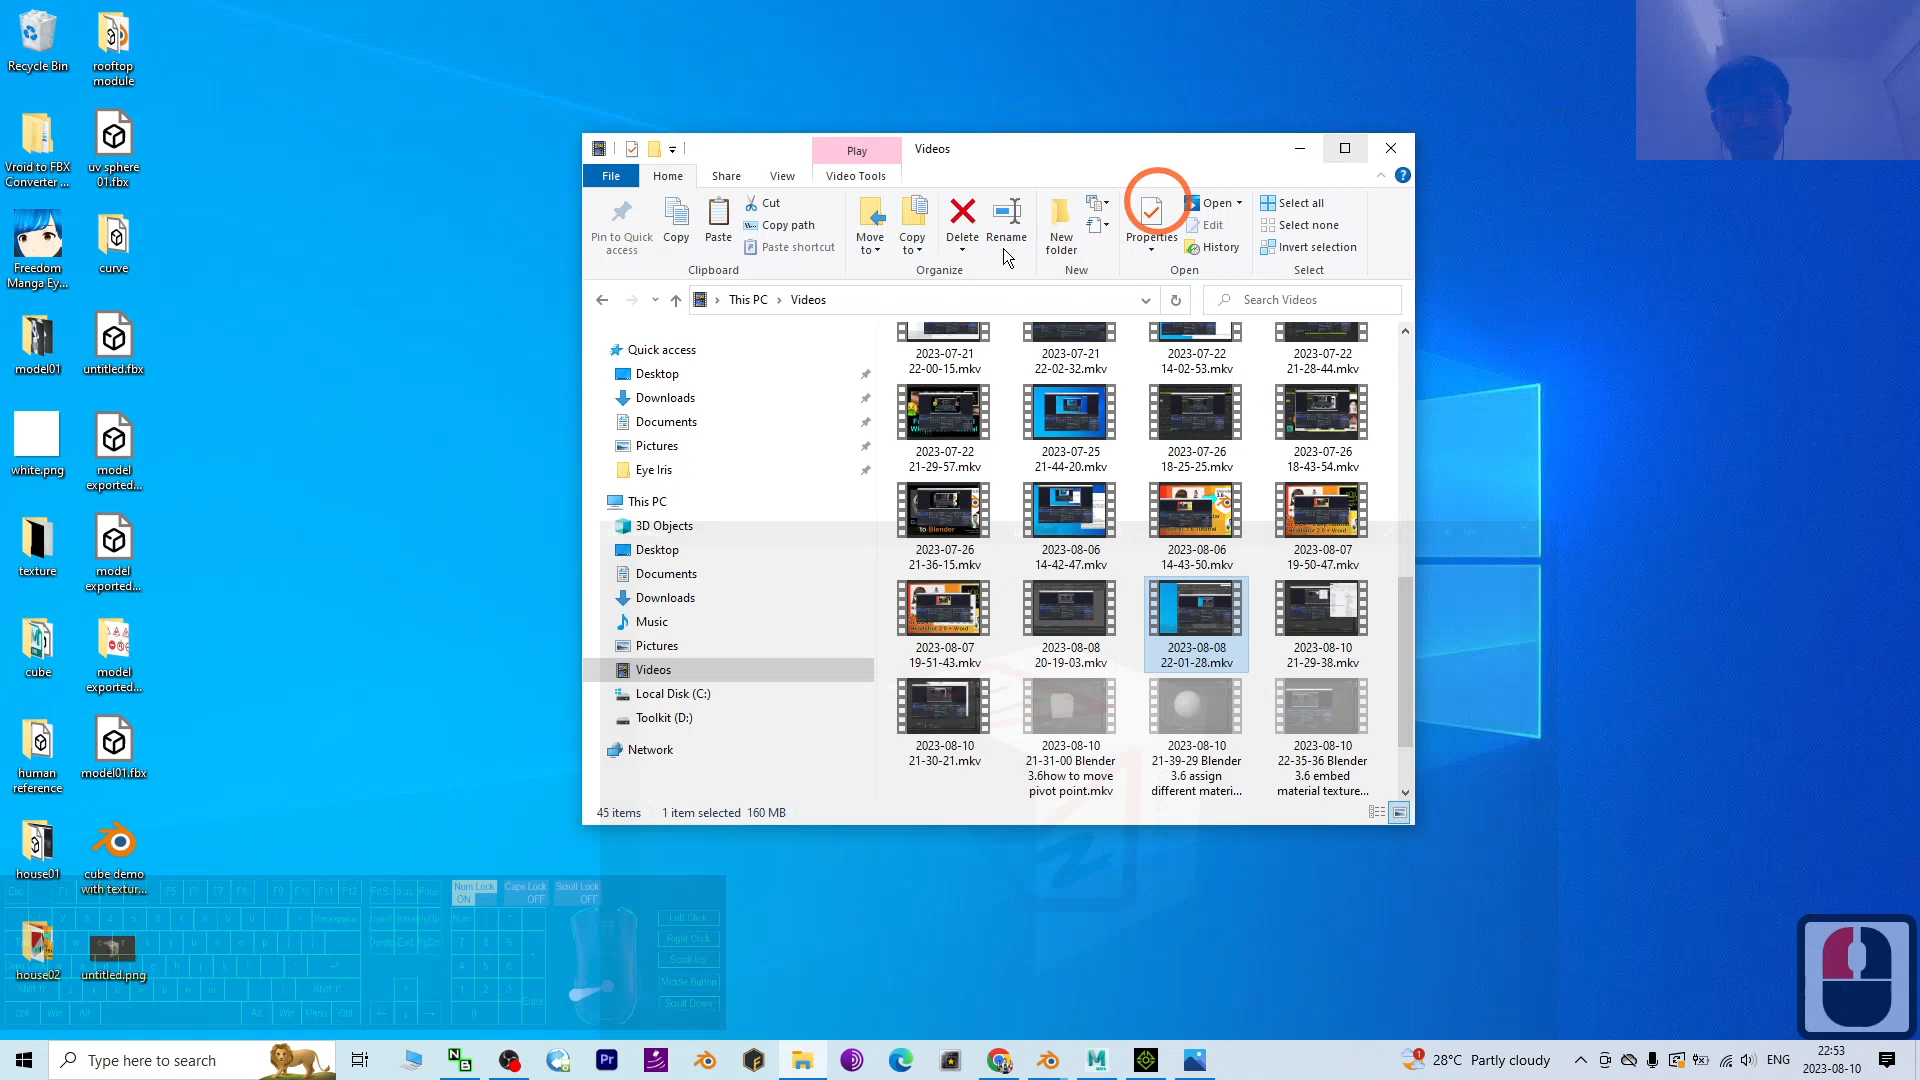 Recycle Bin
rooftop
module
Vroid to FBX
Converter ...
uv sphere
01.fbx
Freedom
Manga Ey...
curve
model01
untitled.fbx
white.png
model
exported...
texture
model
exported...
cube
model
exported...
human
reference
model01.fbx
house01
cube demo
with textur...
house02
untitled.png
Play
Videos
File
Home
Share
View
Video Tools
Pin to Quick
access
Copy
Paste
Cut
Copy path
Paste shortcut
Clipboard
Move
to
Copy
to
Delete
Rename
Organize
New
folder
New
Properties
Open
Edit
History
Open
Select all
Select none
Invert selection
Select
This PC
Videos
Search Videos
Quick access
Desktop
Downloads
Documents
Pictures
Eye Iris
This PC
3D Objects
Desktop
Documents
Downloads
Music
Pictures
Videos
Local Disk (C:)
Toolkit (D:)
Network
2023-07-21
22-00-15.mkv
2023-07-21
22-02-32.mkv
2023-07-22
14-02-53.mkv
2023-07-22
21-28-44.mkv
2023-07-22
21-29-57.mkv
2023-07-25
21-44-20.mkv
2023-07-26
18-25-25.mkv
2023-07-26
18-43-54.mkv
2023-07-26
21-36-15.mkv
2023-08-06
14-42-47.mkv
2023-08-06
14-43-50.mkv
2023-08-07
19-50-47.mkv
2023-08-07
19-51-43.mkv
2023-08-08
20-19-03.mkv
2023-08-08
22-01-28.mkv
2023-08-10
21-29-38.mkv
2023-08-10
21-30-21.mkv
2023-08-10
21-31-00 Blender
3.6how to move
pivot point.mkv
2023-08-10
21-39-29 Blender
3.6 assign
different materi...
2023-08-10
22-35-36 Blender
3.6 embed
material texture...
45 items
1 item selected 160 MB
Num Lock
ON
Caps Lock
OFF
Scroll Lock
OFF
Left Click
Right Click
Scroll Up
Middle Button
Scroll Down
Type here to search
28°C Partly cloudy
ENG
22:53
2023-08-10